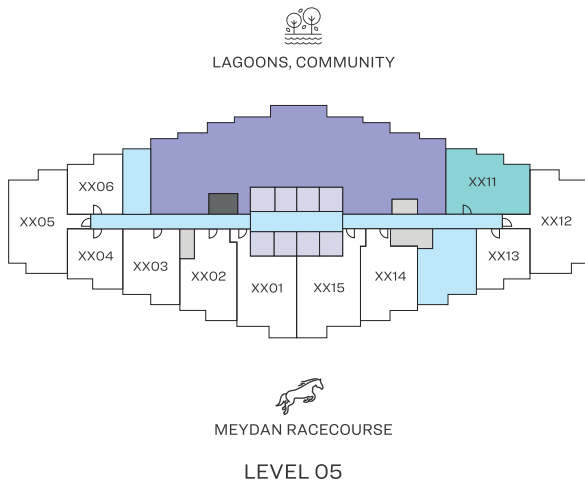 LAGOONS, COMMUNITY
XX06
XX11
XX05
XX12
XX04
XX03
XX02
XX14
XX13
XX01
XX15
MEYDAN RACECOURSE
LEVEL 05